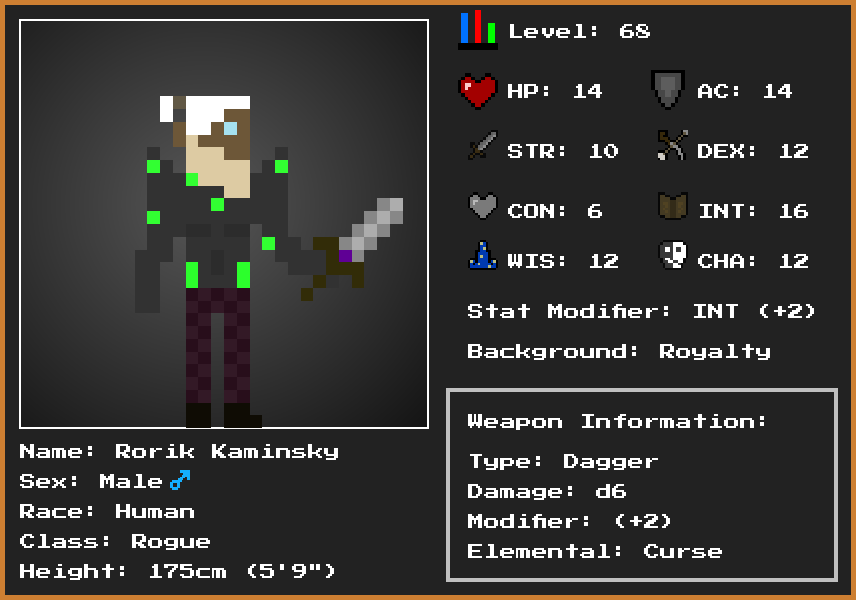 Level: 68
HP: 14
AC: 14
STR: 10
DEX: 12
CON: 6
INT: 16
WIS: 12
CHA: 12
Stat Modifier: INT (+2)
Background: Royalty
Weapon Information:
Type: Dagger
Damage: d6
Modifier: (+2)
Elemental: Curse
Name: Rorik Kaminsky
Sex: Male♂
Race: Human
Class: Rogue
Height: 175cm (5'9")